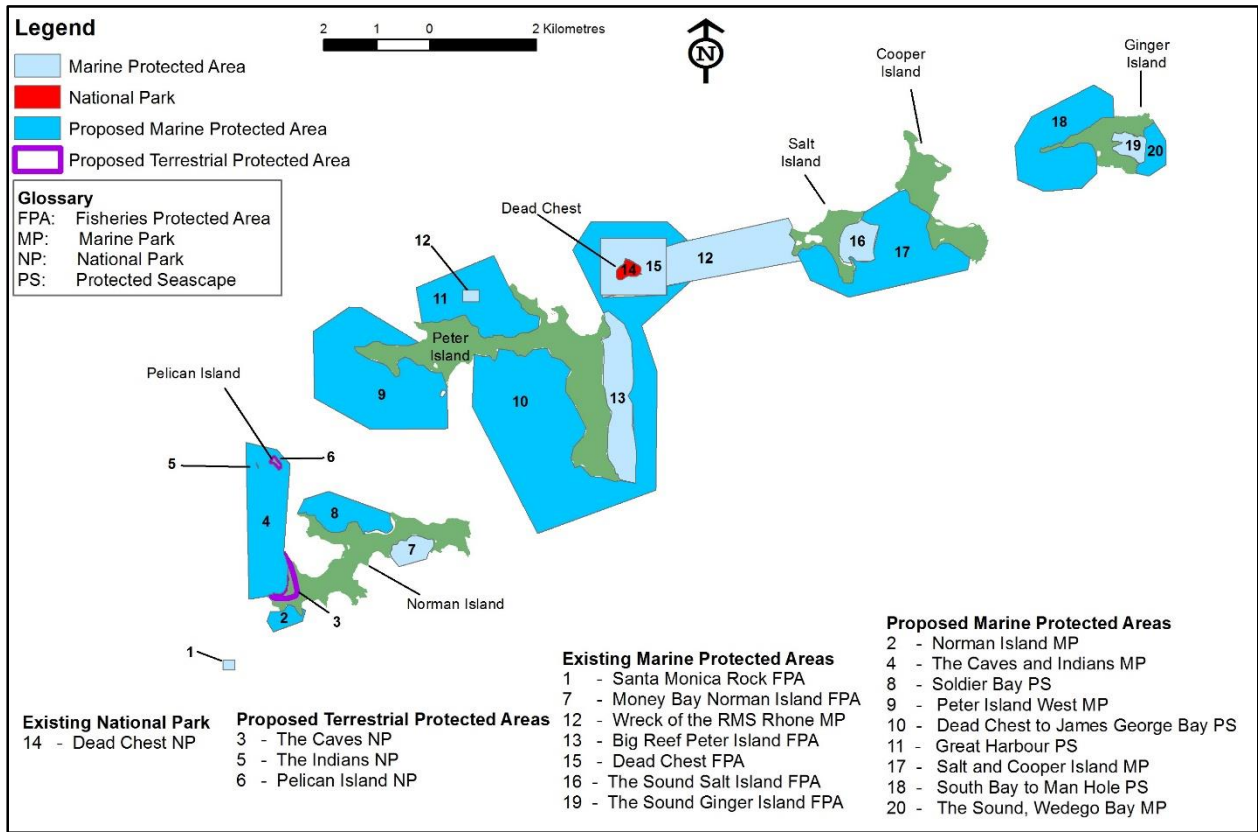 Legend
Marine Protected Area
National Park
Proposed Marine Protected Area
Proposed Terrestrial Protected Area
Glossary
FPA: Fisheries Protected Area
MP: Marine Park
NP: National Park
PS: Protected Seascape
2 1 0 2 Kilometres
N
Cooper
Island
Ginger
Island
18
19
20
Salt
Island
Dead Chest
12
14
15
12
16
17
11
Peter
Island
Pelican Island
9
10
13
5
6
4
8
7
Norman Island
2
3
1
Existing National Park
14 - Dead Chest NP
Proposed Terrestrial Protected Areas
3 - The Caves NP
5 - The Indians NP
6 - Pelican Island NP
Existing Marine Protected Areas
1 - Santa Monica Rock FPA
7 - Money Bay Norman Island FPA
12 - Wreck of the RMS Rhone MP
13 - Big Reef Peter Island FPA
15 - Dead Chest FPA
16 - The Sound Salt Island FPA
19 - The Sound Ginger Island FPA
Proposed Marine Protected Areas
2 - Norman Island MP
4 - The Caves and Indians MP
8 - Soldier Bay PS
9 - Peter Island West MP
10 - Dead Chest to James George Bay PS
11 - Great Harbour PS
17 - Salt and Cooper Island MP
18 - South Bay to Man Hole PS
20 - The Sound, Wedego Bay MP